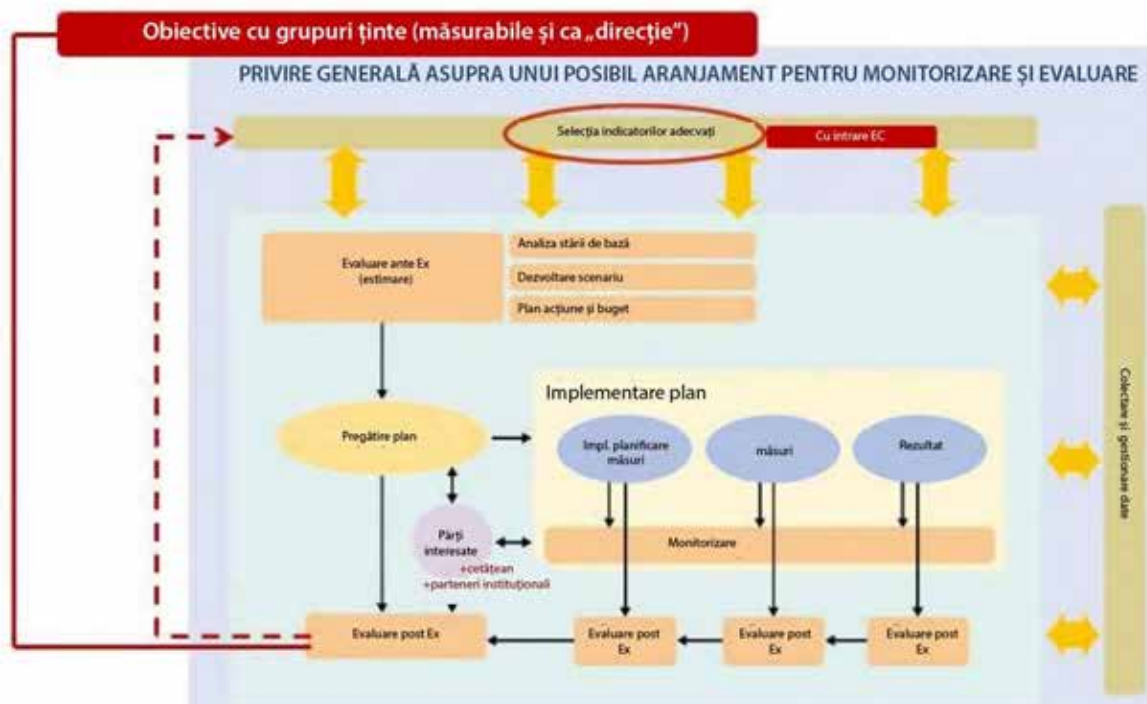 Obiective cu grupuri ținte (măsurabile și ca „direcție”)
PRIVIRE GENERALĂ ASUPRA UNUI POSIBIL ARANJAMENT PENTRU MONITORIZARE ȘI EVALUARE
Selecția indicatorilor adecvați
Cu intrare EC
Evaluare ante Ex
(estimare)
Analiza stării de bază
Dezvoltare scenariu
Plan acțiune și buget
Colectare și gestionare date
Implementare plan
Pregătire plan
Impl. planificare
măsuri
măsuri
Rezultat
Părți
interesate
+cetățean
+parteneri instituționali
Monitorizare
Evaluare post Ex
Evaluare post
Ex
Evaluare post
Ex
Evaluare post
Ex